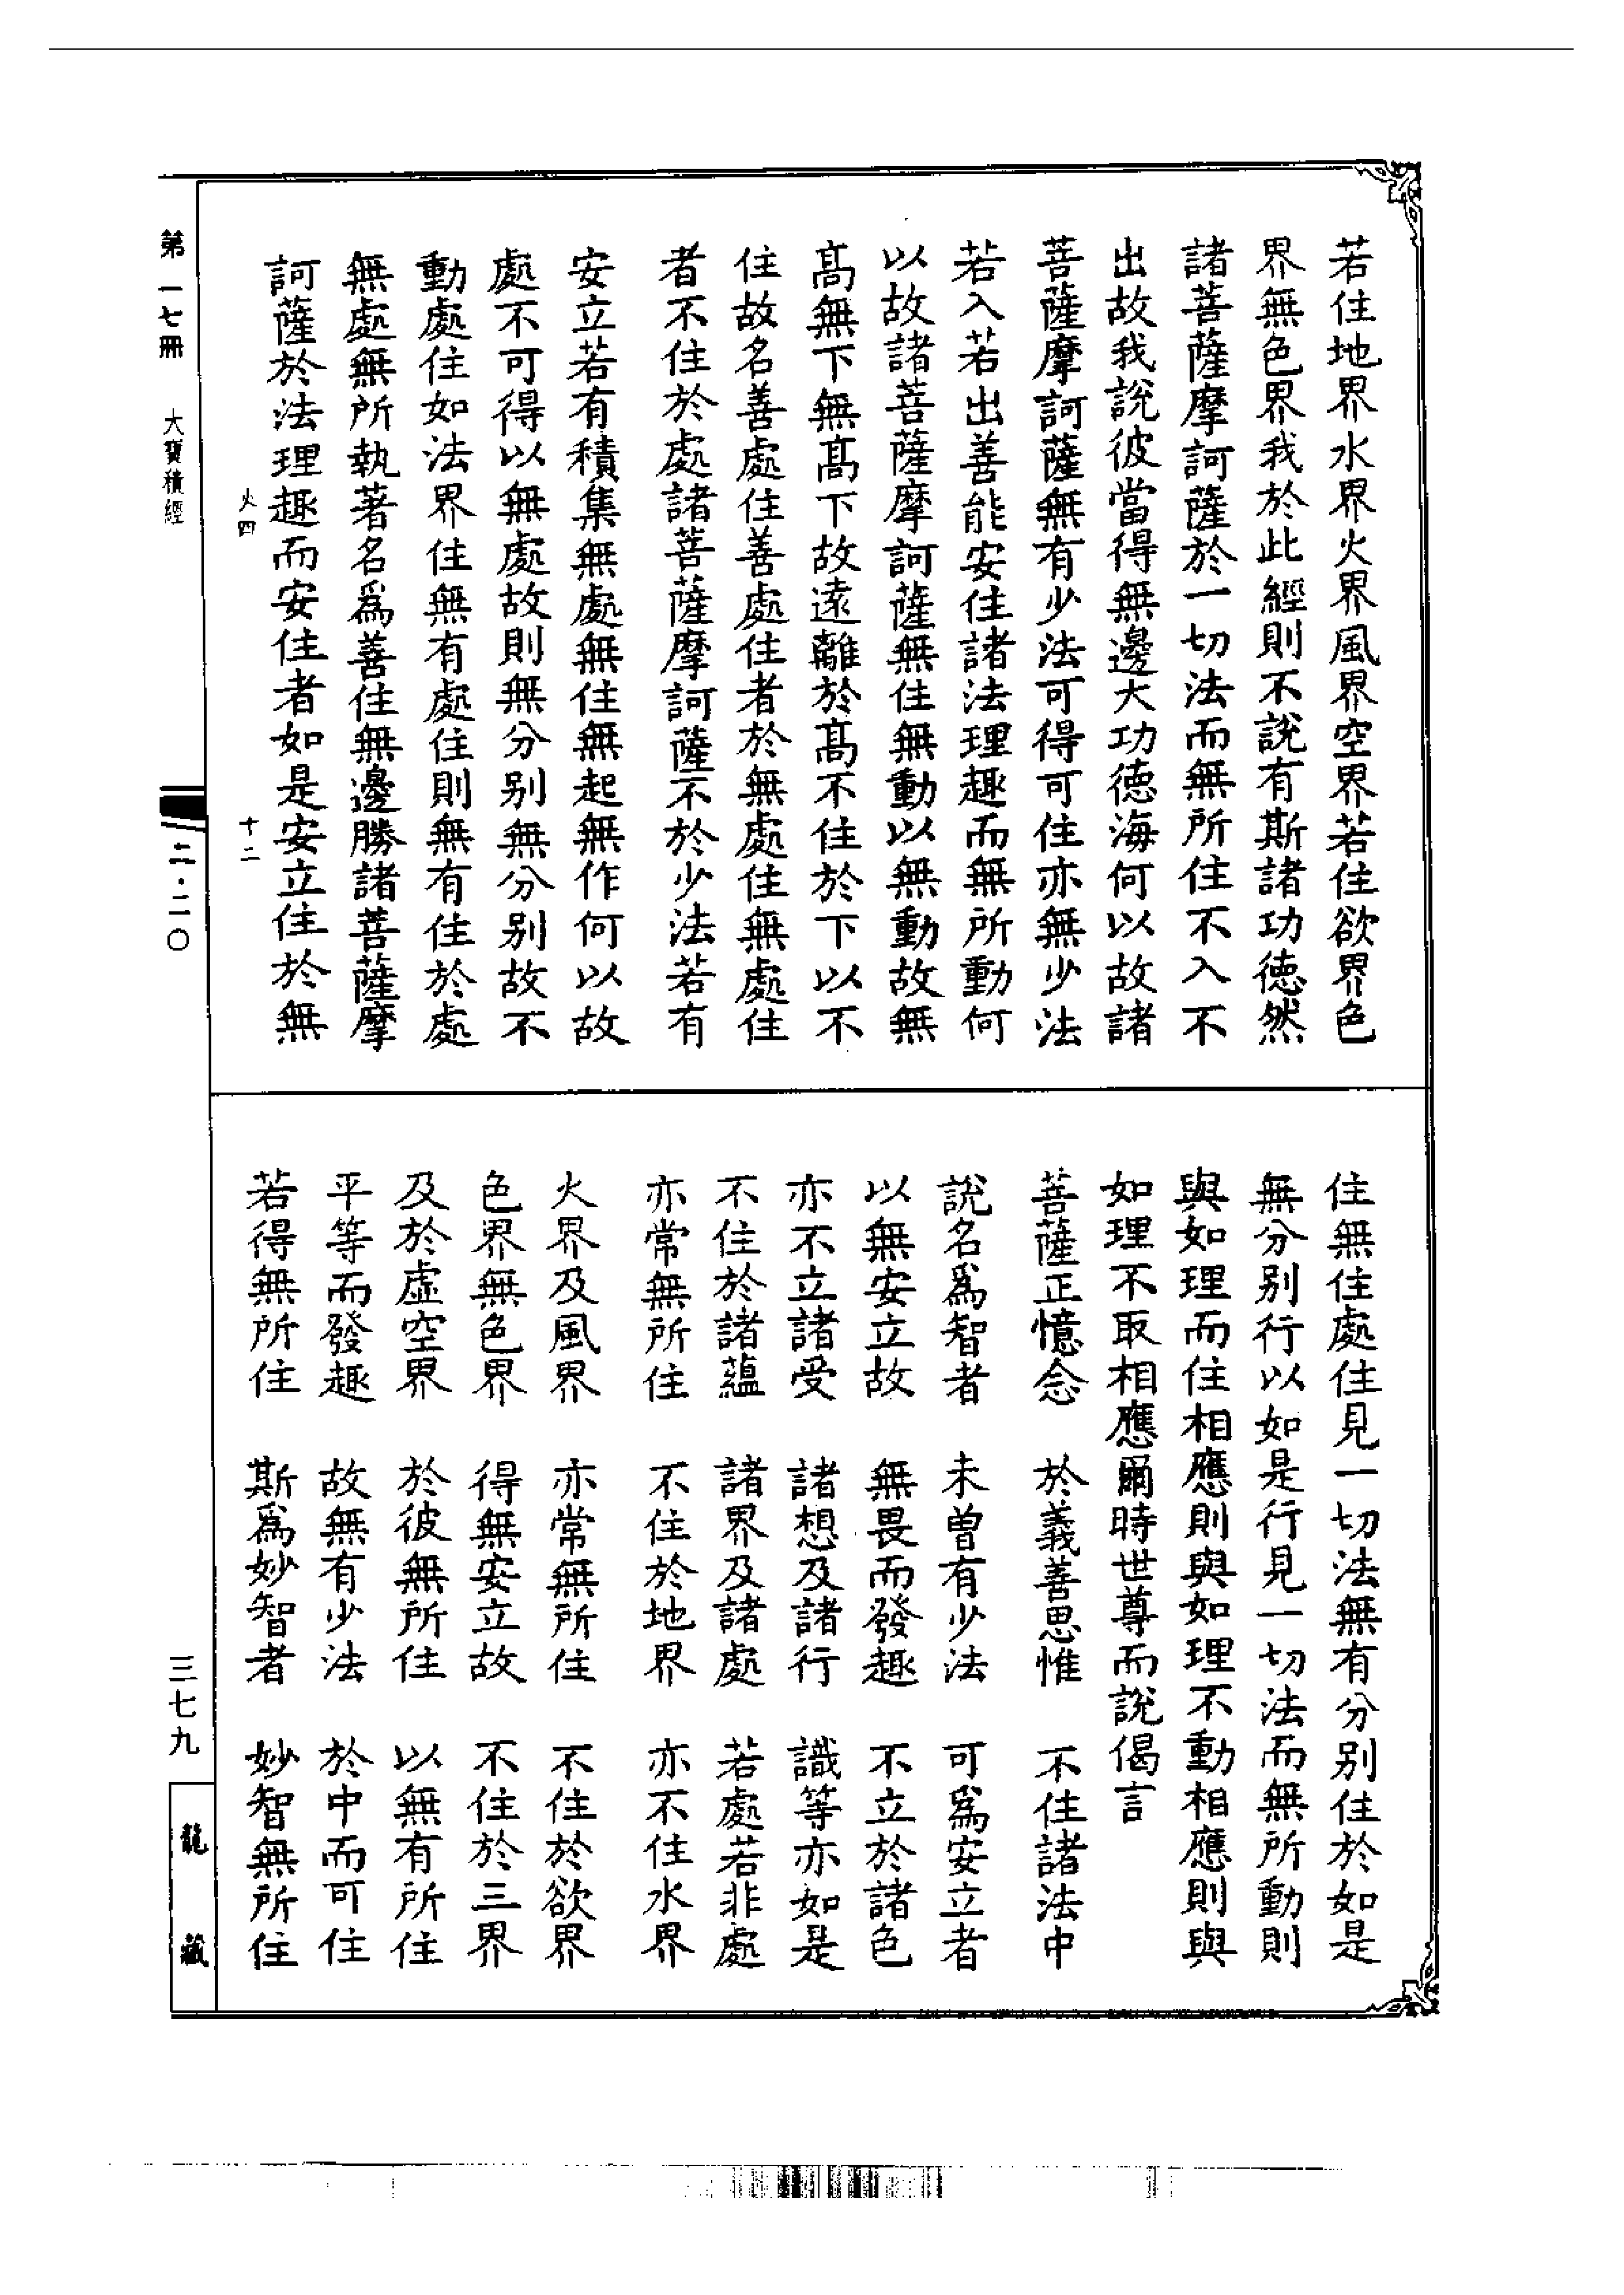 若住地界水界火界風界空界若住欲界色
界無色界我於此經則不說有斯諸功德然
諸菩薩摩訶薩於一切法而無所住不入不
出故我說彼當得無邊大功德海何以故諸
菩薩摩訶薩無有少法可得可住亦無少法
若入若出善能安住諸法理趣而無所動何
以故諸菩薩摩訶薩無住無動以無動故無
髙無下無髙下故遠離於髙不住於下以不
住故名善處住善處住者於無處住無處住
者不住於處諸菩薩摩訶薩不於少法若有
安立若有積集無處無住無起無作何以故
處不可得以無處故則無分别無分别故不
動處住如法界住無有處住則無有住於處
無處無所執著名爲善住無邊勝諸菩薩摩
訶薩於法理趣而安住者如是安立住於無
火四 十二
住無住處住見一切法無有分别住於如是
無分别行以如是行見一切法而無所動則
與如理而住相應則與如理不動相應則與
如理不取相應爾時世尊而說偈言
菩薩正憶念 於義善思惟 不住諸法中
說名爲智者 未曽有少法 可爲安立者
以無安立故 無畏而發趣 不立於諸色
亦不立諸受 諸想及諸行 識等亦如是
不住於諸蘊 諸界及諸處 若處若非處
亦常無所住 不住於地界 亦不住水界
火界及風界 亦常無所住 不住於欲界
色界無色界 得無安立故 不住於三界
及於虛空界 於彼無所住 以無有所住
平等而發趣 故無有少法 於中而可住
若得無所住 斯爲妙智者 妙智無所住
第一七冊 大寶積經
二·二〇
三七九
龍藏